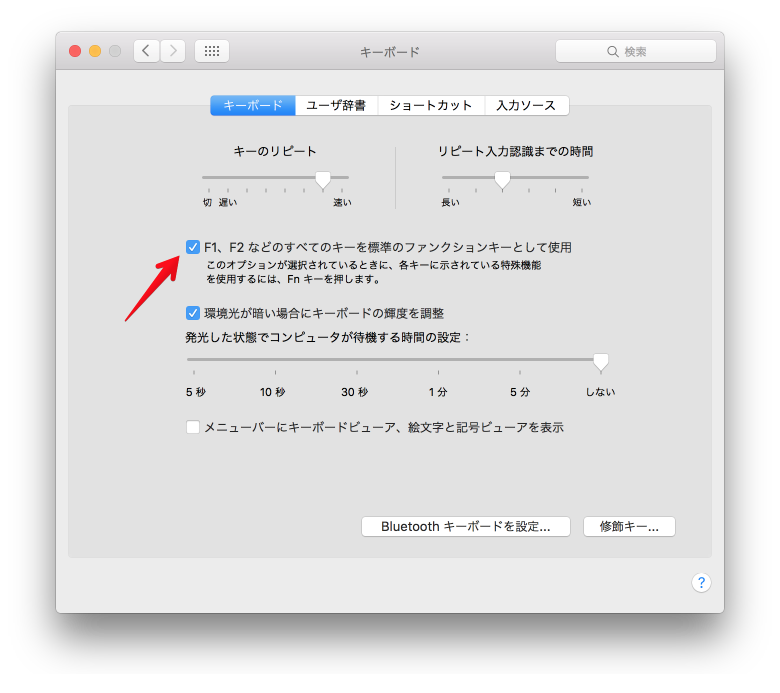 キーボード
検索
キーボード
ユーザ辞書
ショートカット
入力ソース
キーのリピート
リピート入力認識までの時間
切 遅い 速い
長い 短い
F1、F2 などのすべてのキーを標準のファンクションキーとして使用
このオプションが選択されているときに、各キーに示されている特殊機能
を使用するには、Fn キーを押します。
環境光が暗い場合にキーボードの輝度を調整
発光した状態でコンピュータが待機する時間の設定：
5 秒 10 秒 30 秒 1 分 5 分 しない
メニューバーにキーボードビューア、絵文字と記号ビューアを表示
Bluetooth キーボードを設定...
修飾キー...
?